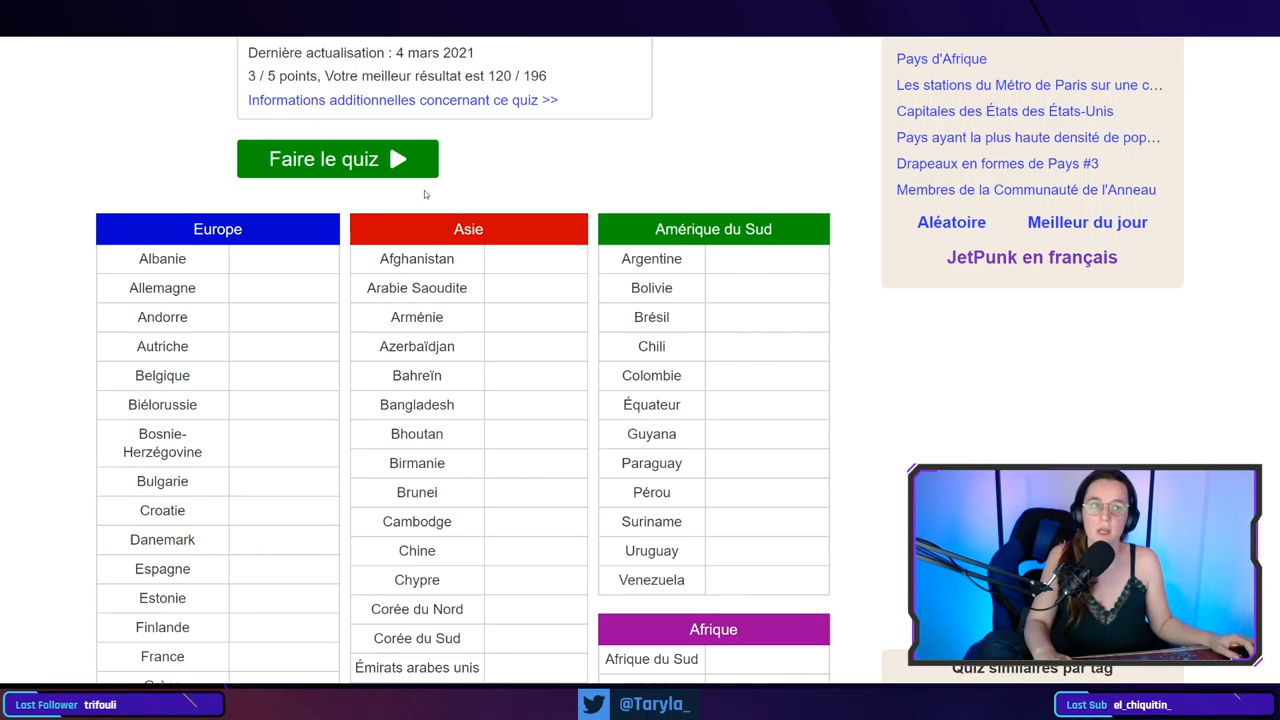 Dernière actualisation : 4 mars 2021
3 / 5 points, Votre meilleur résultat est 120 / 196
Informations additionnelles concernant ce quiz >>
Faire le quiz
Europe
Albanie
Allemagne
Andorre
Autriche
Belgique
Biélorussie
Bosnie-
Herzégovine
Bulgarie
Croatie
Danemark
Espagne
Estonie
Finlande
France
Asie
Afghanistan
Arabie Saoudite
Arménie
Azerbaïdjan
Bahreïn
Bangladesh
Bhoutan
Birmanie
Brunei
Cambodge
Chine
Chypre
Corée du Nord
Corée du Sud
Émirats arabes unis
Amérique du Sud
Argentine
Bolivie
Brésil
Chili
Colombie
Équateur
Guyana
Paraguay
Pérou
Suriname
Uruguay
Venezuela
Afrique
Afrique du Sud
Pays d'Afrique
Les stations du Métro de Paris sur une c...
Capitales des États des États-Unis
Pays ayant la plus haute densité de pop...
Drapeaux en formes de Pays #3
Membres de la Communauté de l'Anneau
Aléatoire Meilleur du jour
JetPunk en français
Quiz similaires par tag
Last Follower trifouli
@Taryla_
Last Sub el_chiquitin_